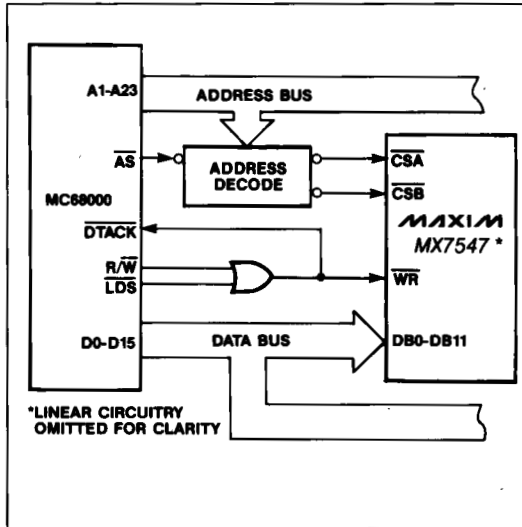 A1-A23
ADDRESS BUS
AS
ADDRESS
DECODE
CSA
CSB
MC68000
MAXIM
MX7547 *
DTACK
R/W
LDS
WR
D0-D15
DATA BUS
DB0-DB11
*LINEAR CIRCUITRY
OMITTED FOR CLARITY